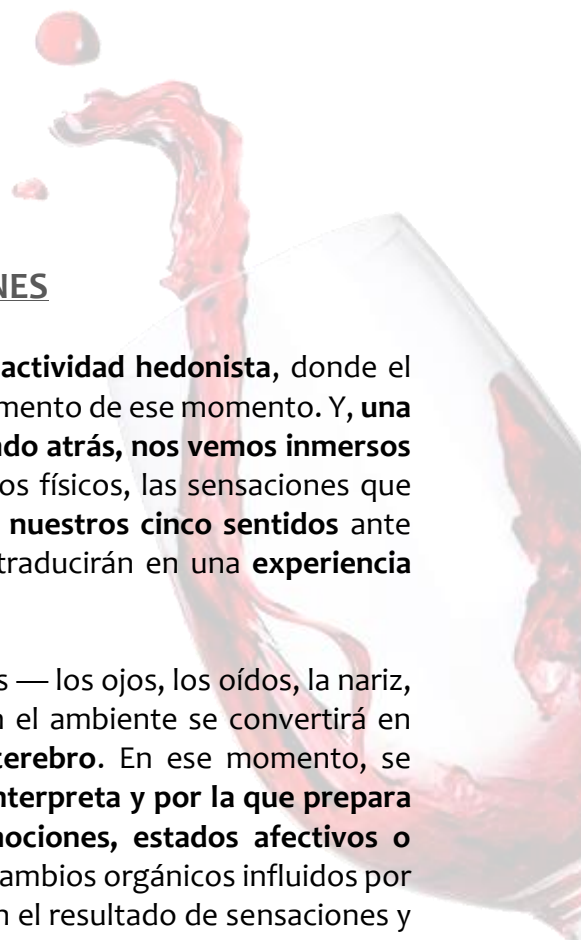 NES
actividad hedonista, donde el
mento de ese momento. Y, una
ndo atrás, nos vemos inmersos
os físicos, las sensaciones que
nuestros cinco sentidos ante
traducirán en una experiencia
s — los ojos, los oídos, la nariz,
n el ambiente se convertirá en
cerebro. En ese momento, se
nterpreta y por la que prepara
mociones, estados afectivos o
ambios orgánicos influidos por
n el resultado de sensaciones y